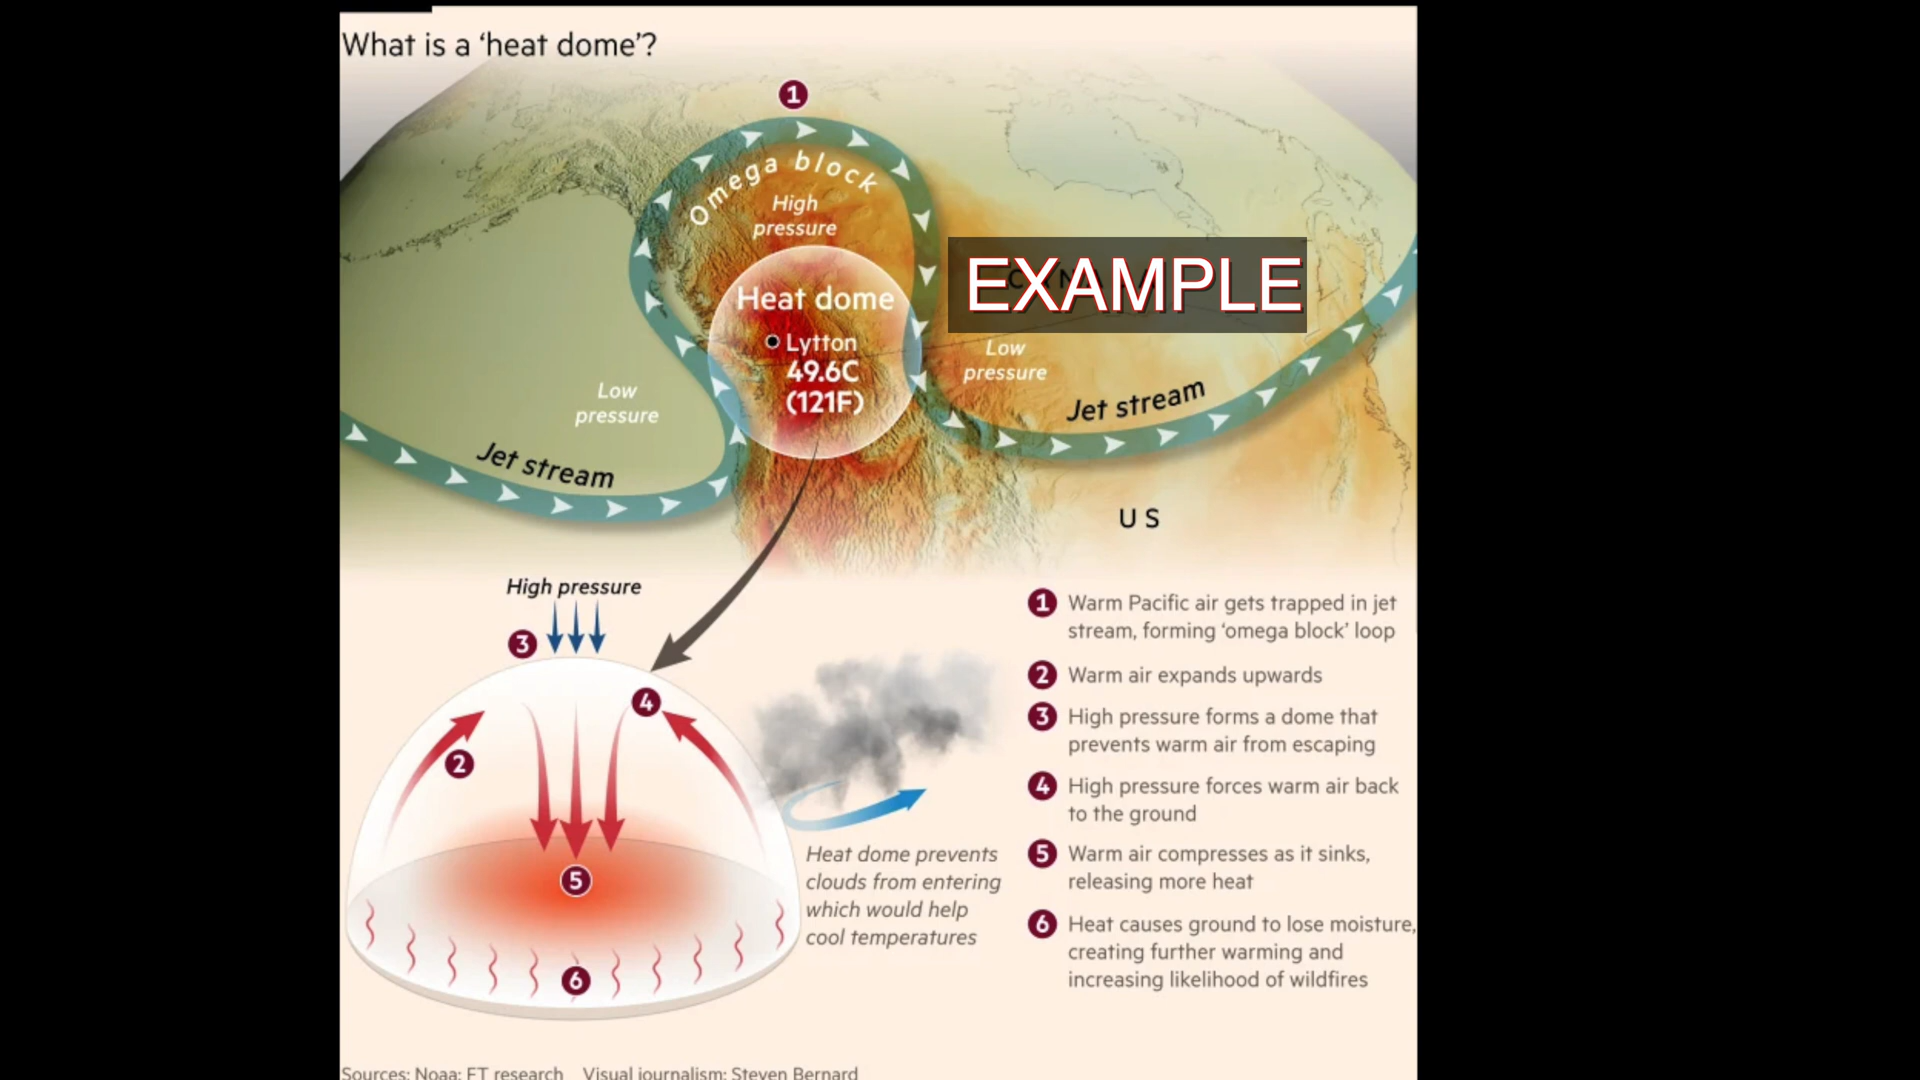 What is a ‘heat dome’?
1
Omega block
High
pressure
EXAMPLE
Heat dome
Lytton
49.6C
(121F)
Low
pressure
Low
pressure
Jet stream
Jet stream
U S
High pressure
3
4
2
5
6
Heat dome prevents
clouds from entering
which would help
cool temperatures
1 Warm Pacific air gets trapped in jet
stream, forming ‘omega block’ loop
2 Warm air expands upwards
3 High pressure forms a dome that
prevents warm air from escaping
4 High pressure forces warm air back
to the ground
5 Warm air compresses as it sinks,
releasing more heat
6 Heat causes ground to lose moisture,
creating further warming and
increasing likelihood of wildfires
Sources: Noaa; FT research Visual journalism: Steven Bernard